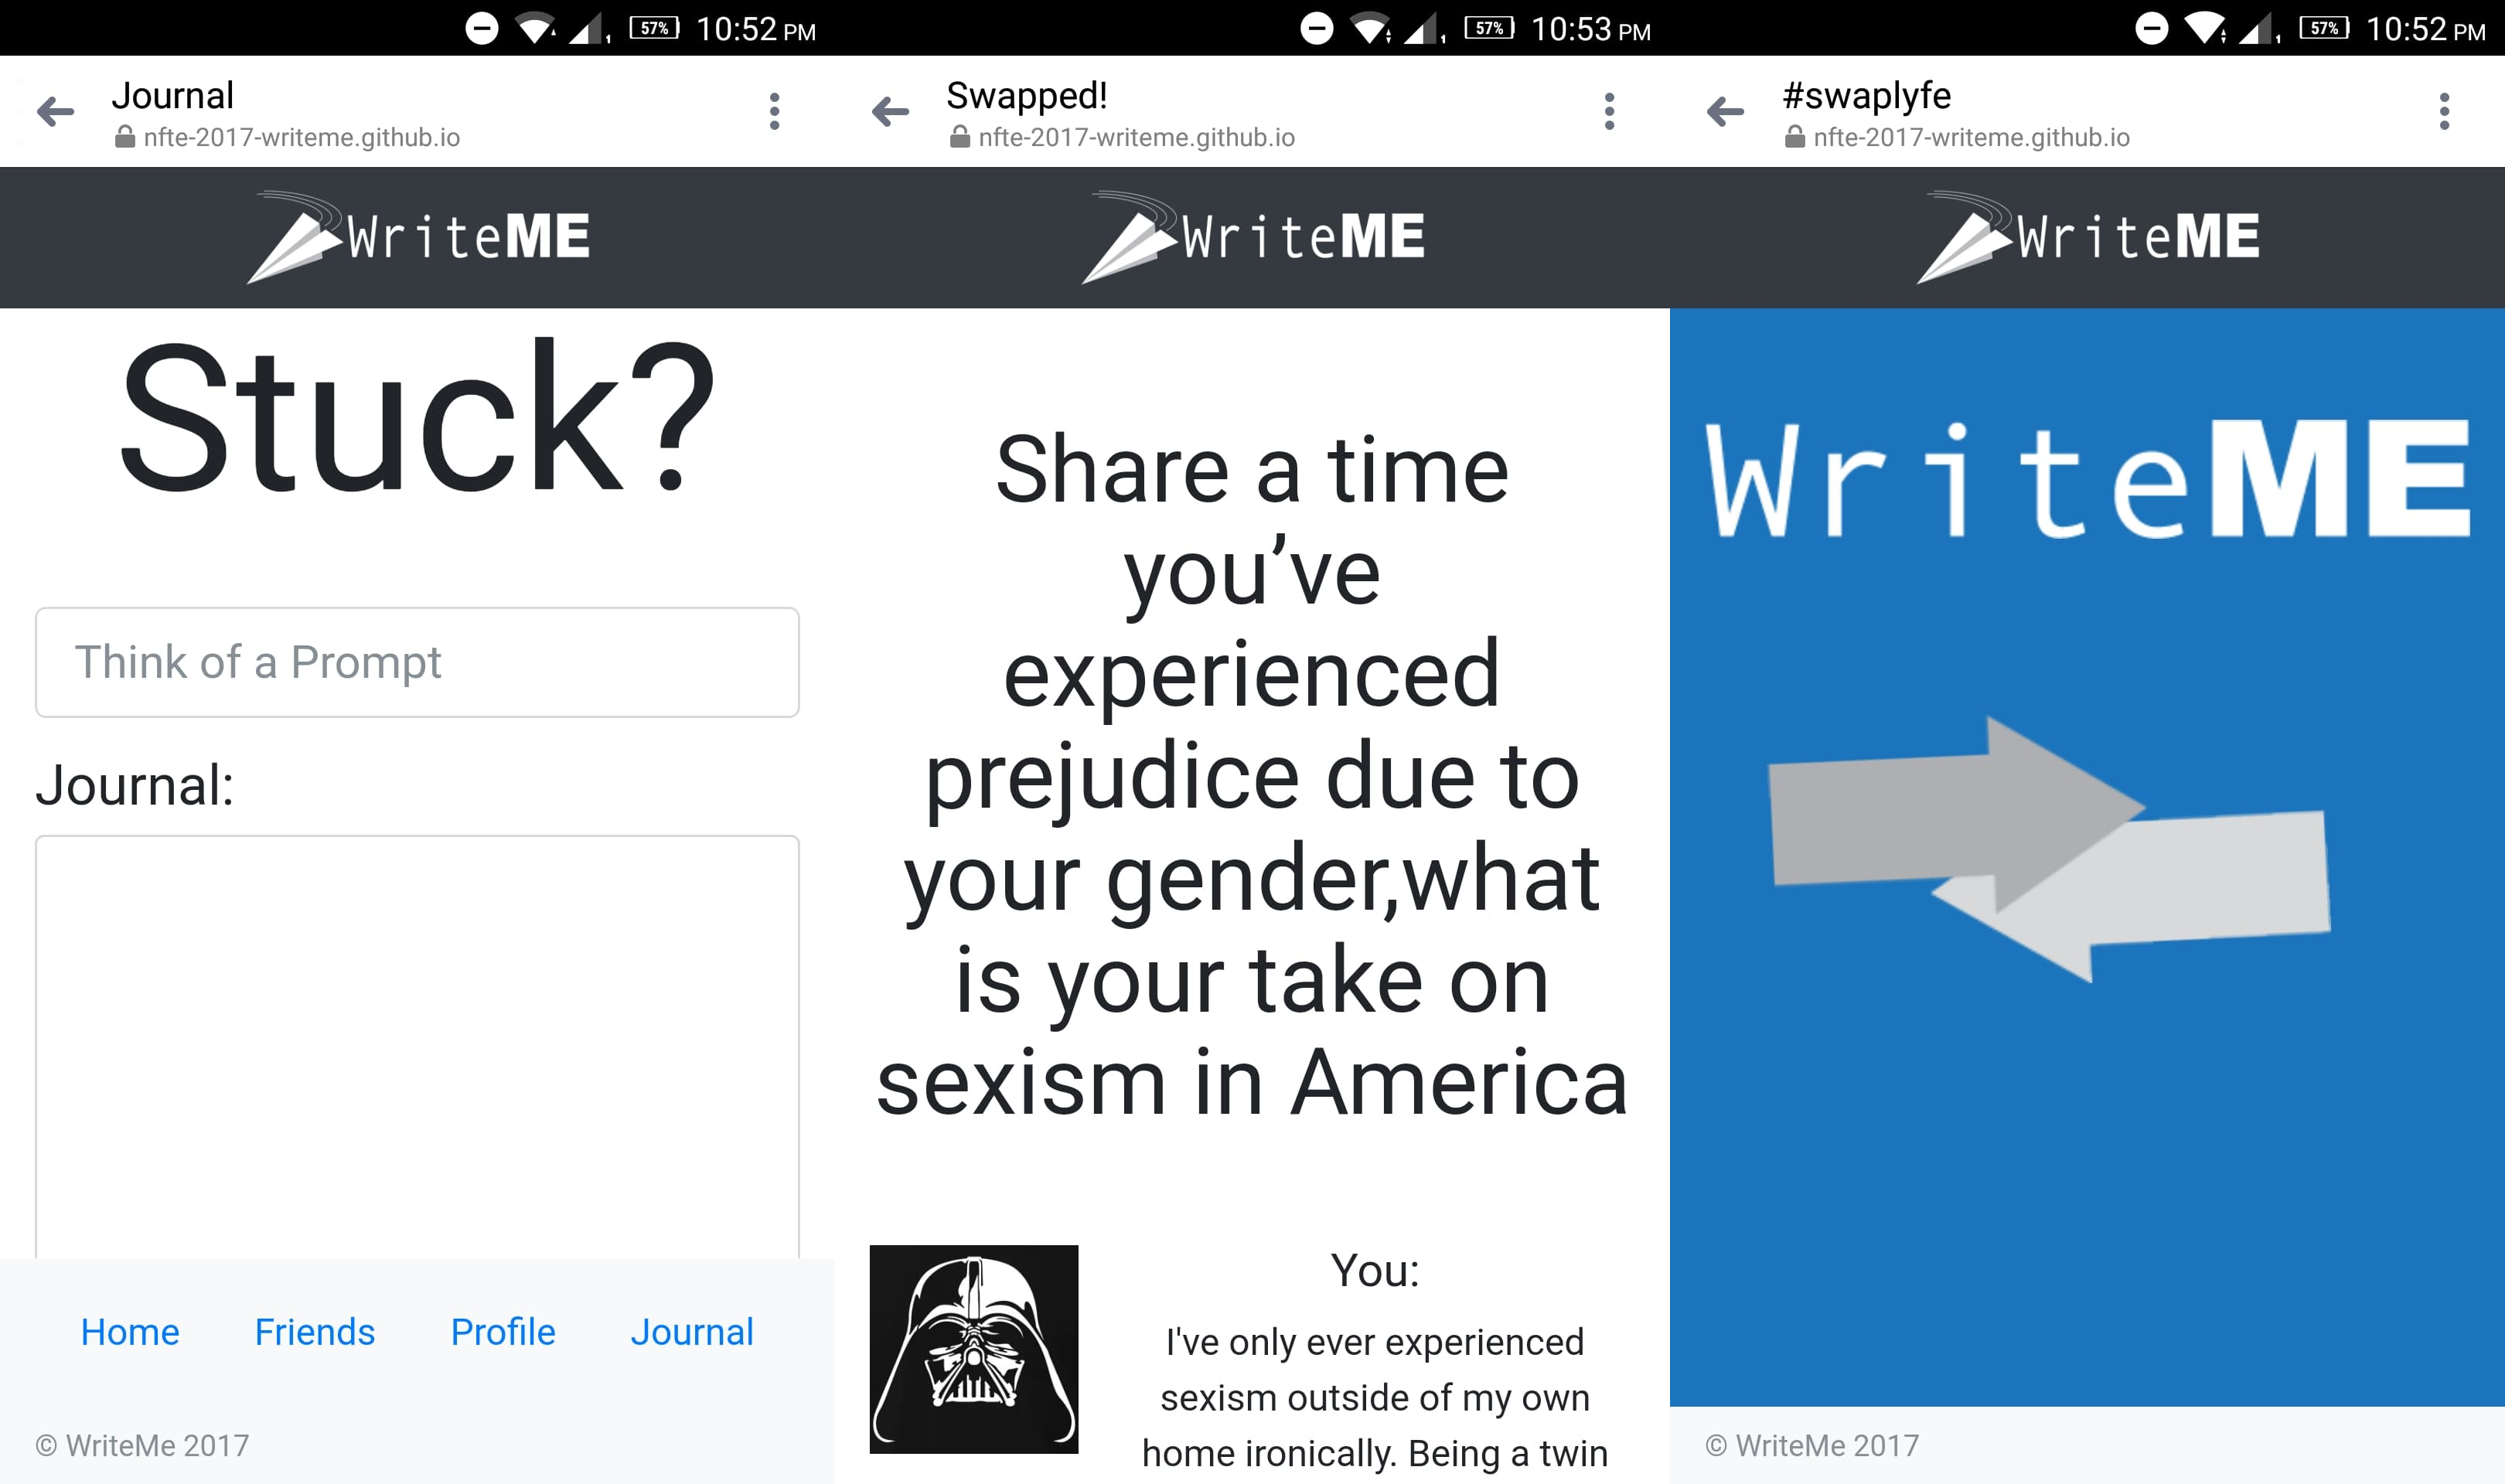 57% 10:52 PM
Journal
nfte-2017-writeme.github.io
WriteME
Stuck?
Think of a Prompt
Journal:
Home Friends Profile Journal
© WriteMe 2017
57% 10:53 PM
Swapped!
nfte-2017-writeme.github.io
WriteME
Share a time
you’ve
experienced
prejudice due to
your gender,what
is your take on
sexism in America
You:
I've only ever experienced
sexism outside of my own
home ironically. Being a twin
57% 10:52 PM
#swaplyfe
nfte-2017-writeme.github.io
WriteME
WriteME
© WriteMe 2017